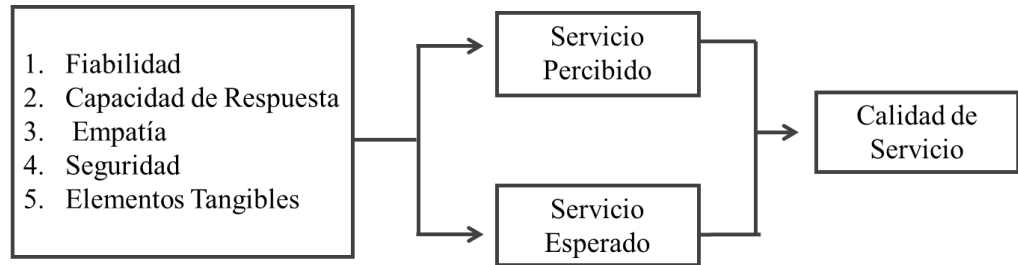 1. Fiabilidad
2. Capacidad de Respuesta
3. Empatía
4. Seguridad
5. Elementos Tangibles
Servicio
Percibido
Servicio
Esperado
Calidad de
Servicio